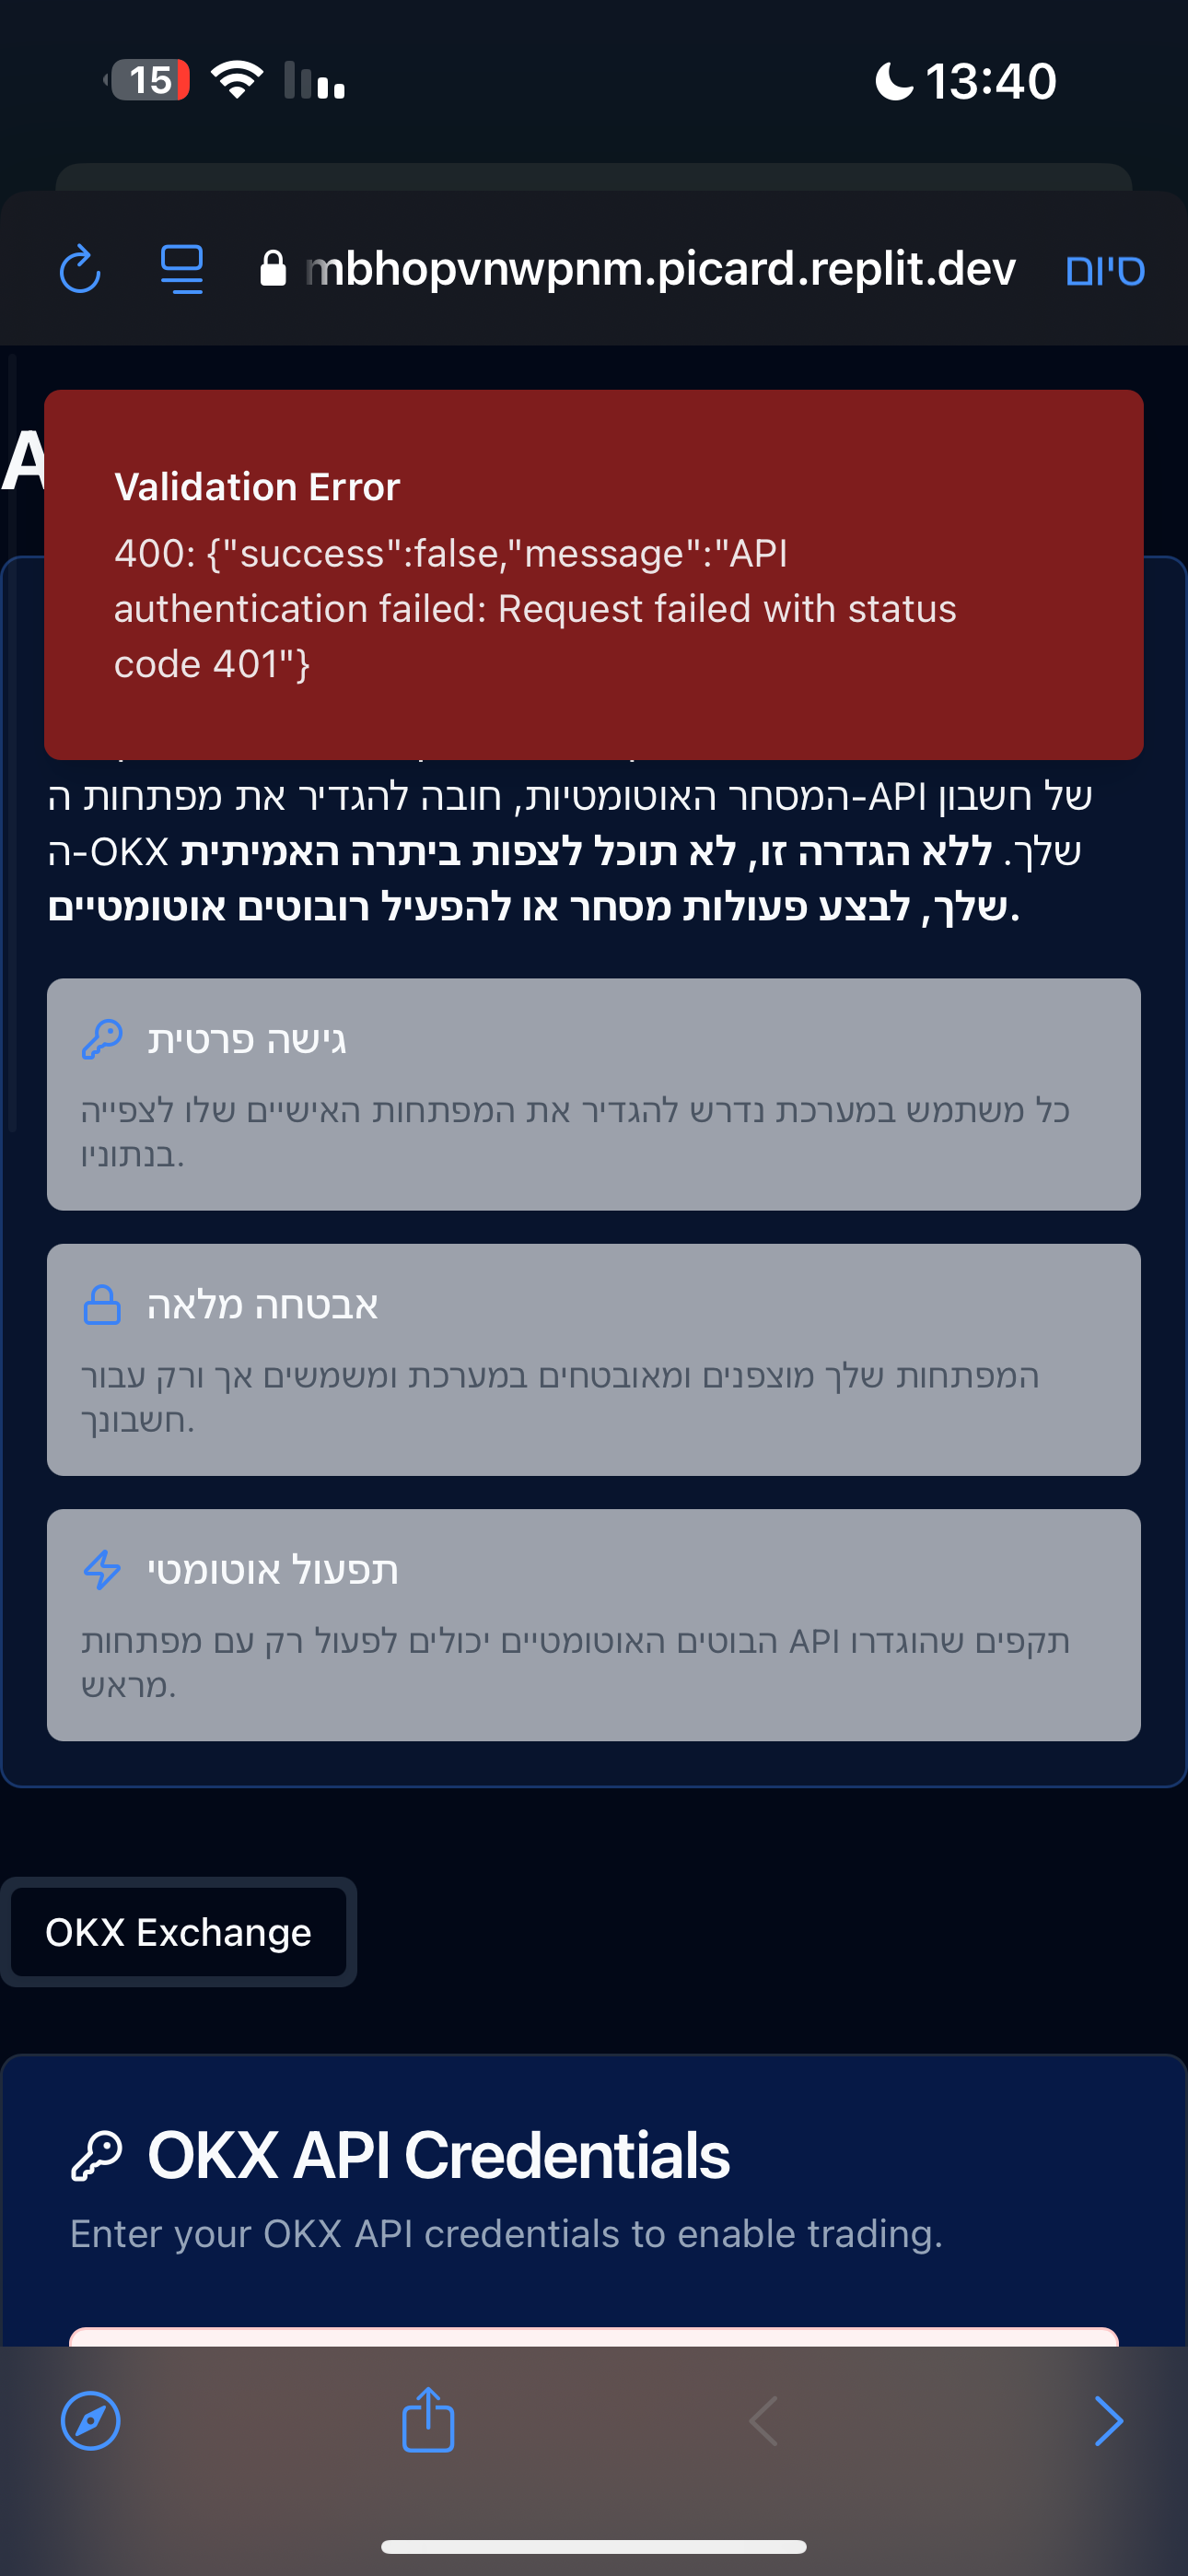 15
13:40
mbhopvnwpnm.picard.replit.dev
סיום
A
Validation Error
400: {"success":false,"message":"API
authentication failed: Request failed with status
code 401"}
של חשבון API-המסחר האוטומטיות, חובה להגדיר את מפתחות ה
שלך. ללא הגדרה זו, לא תוכל לצפות ביתרה האמיתית OKX-ה
שלך, לבצע פעולות מסחר או להפעיל רובוטים אוטומטיים.
גישה פרטית
כל משתמש במערכת נדרש להגדיר את המפתחות האישיים שלו לצפייה
בנתוניו.
אבטחה מלאה
המפתחות שלך מוצפנים ומאובטחים במערכת ומשמשים אך ורק עבור
חשבונך.
תפעול אוטומטי
תקפים שהוגדרו API הבוטים האוטומטיים יכולים לפעול רק עם מפתחות
מראש.
OKX Exchange
OKX API Credentials
Enter your OKX API credentials to enable trading.